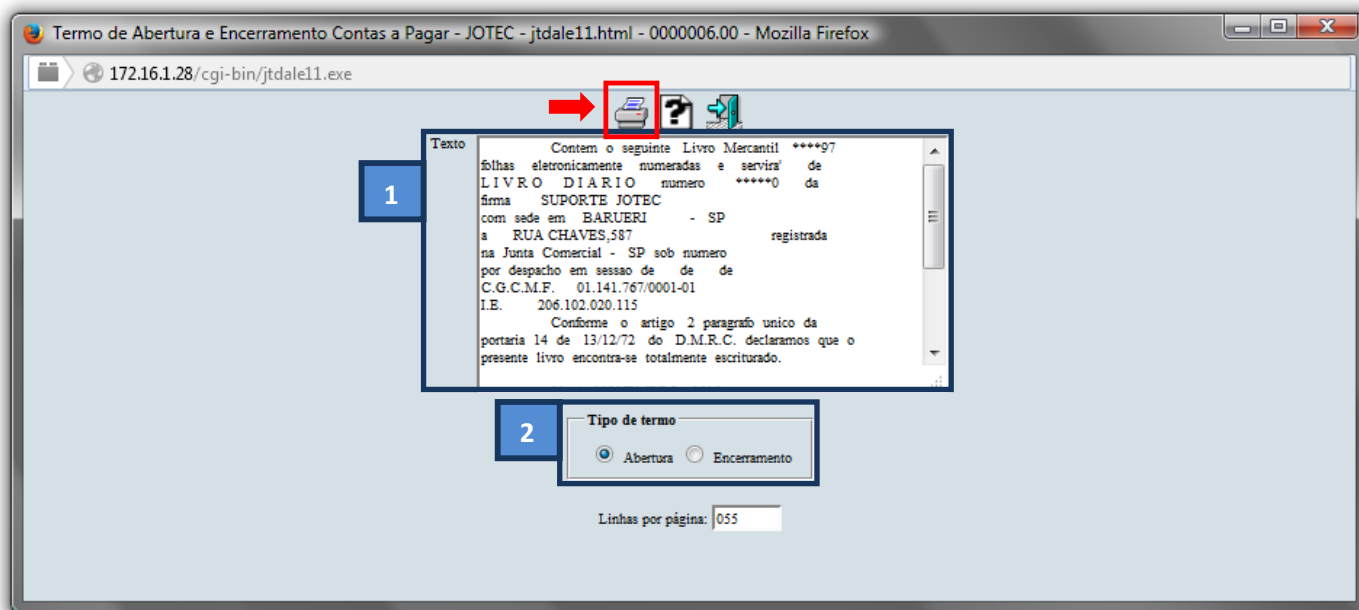 Termo de Abertura e Encerramento Contas a Pagar - JOTEC - jtdale11.html - 0000006.00 - Mozilla Firefox
172.16.1.28/cgi-bin/jtdale11.exe
Texto
1
Contem o seguinte Livro Mercantil ****97
folhas eletronicamente numeradas e servira' de
L I V R O D I A R I O numero *****0 da
firma SUPORTE JOTEC
com sede em BARUERI - SP
a RUA CHAVES,587 registrada
na Junta Comercial - SP sob numero
por despacho em sessao de de de
C.G.C.M.F. 01.141.767/0001-01
I.E. 206.102.020.115
Conforme o artigo 2 paragrafo unico da
portaria 14 de 13/12/72 do D.M.R.C. declaramos que o
presente livro encontra-se totalmente escriturado.
2
Tipo de termo
Abertura Encerramento
Linhas por página: 055